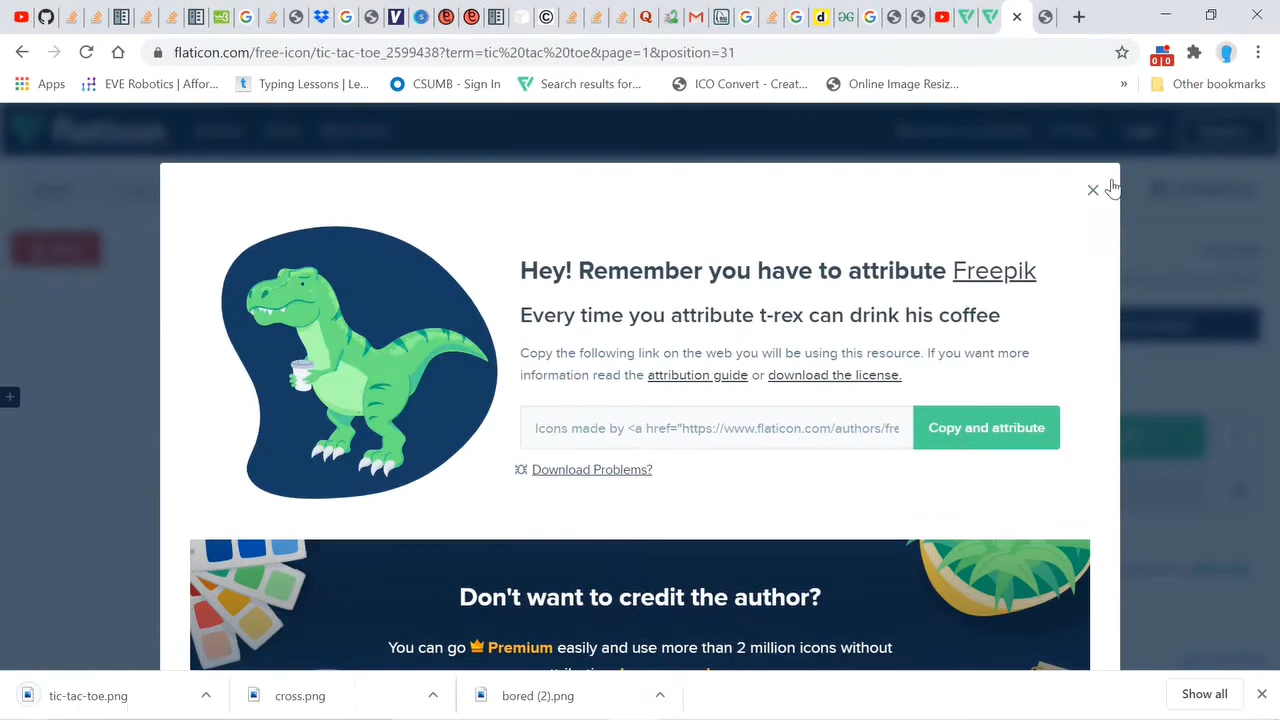 flaticon.com/free-icon/tic-tac-toe_2599438?term=tic%20tac%20toe&page=1&position=31
0|0
Apps
EVE Robotics | Affor...
Typing Lessons | Le...
CSUMB - Sign In
Search results for...
ICO Convert - Creat...
Online Image Resiz...
»
Other bookmarks
flaticon
Hey! Remember you have to attribute Freepik
Every time you attribute t-rex can drink his coffee
Copy the following link on the web you will be using this resource. If you want more
information read the attribution guide or download the license.
Icons made by <a href="https://www.flaticon.com/authors/fre
Copy and attribute
Download Problems?
Don't want to credit the author?
You can go Premium easily and use more than 2 million icons without
tic-tac-toe.png
cross.png
bored (2).png
Show all